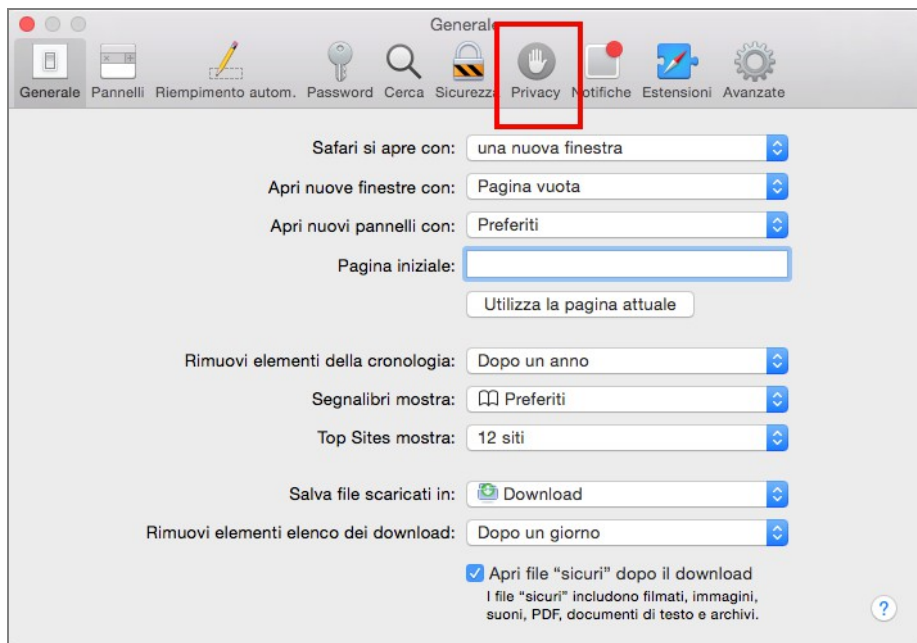 Generale
Generale Pannelli Riempimento autom. Password Cerca Sicurezza Privacy Notifiche Estensioni Avanzate
Safari si apre con: una nuova finestra
Apri nuove finestre con: Pagina vuota
Apri nuovi pannelli con: Preferiti
Pagina iniziale:
Utilizza la pagina attuale
Rimuovi elementi della cronologia: Dopo un anno
Segnalibri mostra: Preferiti
Top Sites mostra: 12 siti
Salva file scaricati in: Download
Rimuovi elementi elenco dei download: Dopo un giorno
Apri file “sicuri” dopo il download
I file “sicuri” includono filmati, immagini,
suoni, PDF, documenti di testo e archivi.
?